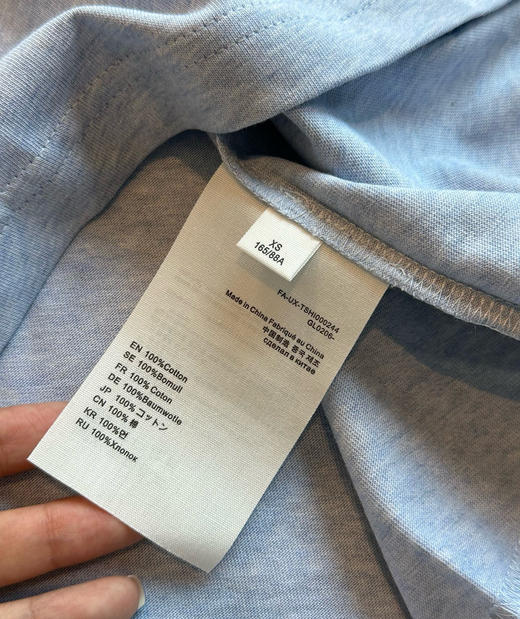 XS
165/88A
FA-UX-TSHI000244
GL0206-
Made in China Fabriqué au China
中国制造 중국 제조
сделал в китае
EN 100%Cotton
SE 100%Bomull
FR 100% Coton
DE 100%Baumwolle
JP 100% コットン
CN 100% 棉
KR 100%면
RU 100%Хлопок